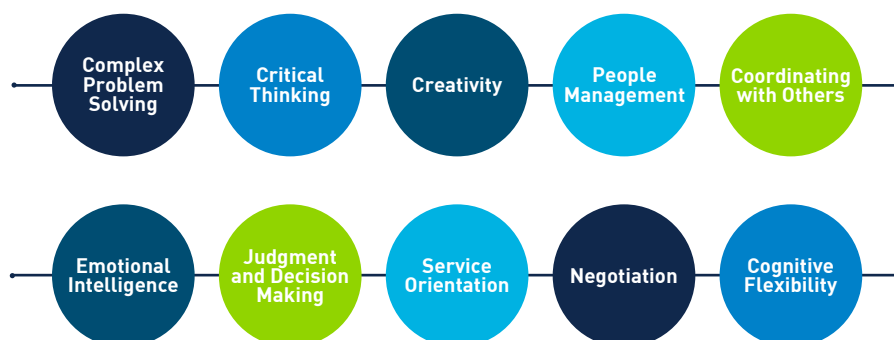 Complex
Problem
Solving
Critical
Thinking
Creativity
People
Management
Coordinating
with Others
Emotional
Intelligence
Judgment
and Decision
Making
Service
Orientation
Negotiation
Cognitive
Flexibility